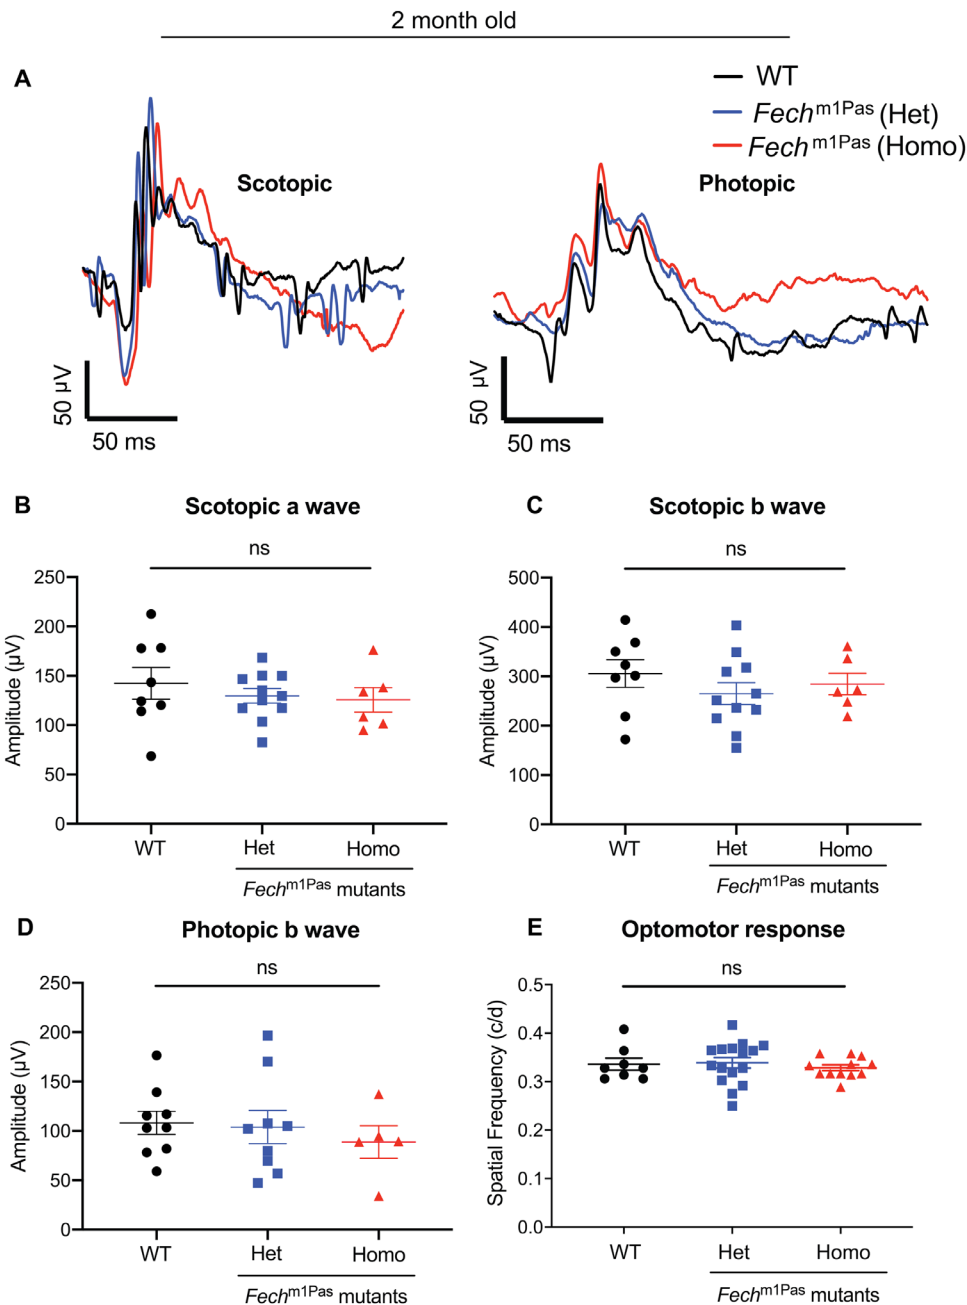 2 month old
A
WT
Fech m1Pas (Het)
Fech m1Pas (Homo)
Scotopic
Photopic
50 µV
50 ms
50 µV
50 ms
B
Scotopic a wave
ns
250
200
150
100
50
0
Amplitude (µV)
WT
Het
Homo
Fech m1Pas mutants
C
Scotopic b wave
ns
500
400
300
200
100
0
Amplitude (µV)
WT
Het
Homo
Fech m1Pas mutants
D
Photopic b wave
ns
250
200
150
100
50
0
Amplitude (µV)
WT
Het
Homo
Fech m1Pas mutants
E
Optomotor response
ns
0.5
0.4
0.3
0.2
0.1
0.0
Spatial Frequency (c/d)
WT
Het
Homo
Fech m1Pas mutants